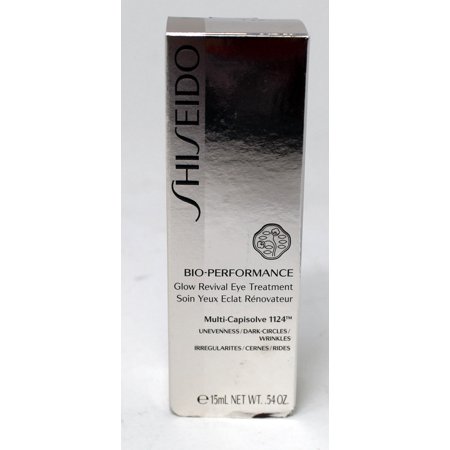 SHISEIDO
BIO-PERFORMANCE
Glow Revival Eye Treatment
Soin Yeux Eclat Rénovateur
Multi-Capisolve 1124™
UNEVENNESS/DARK-CIRCLES/
WRINKLES
IRREGULARITES/CERNES/RIDES
℮15mL NET WT. .54 OZ.